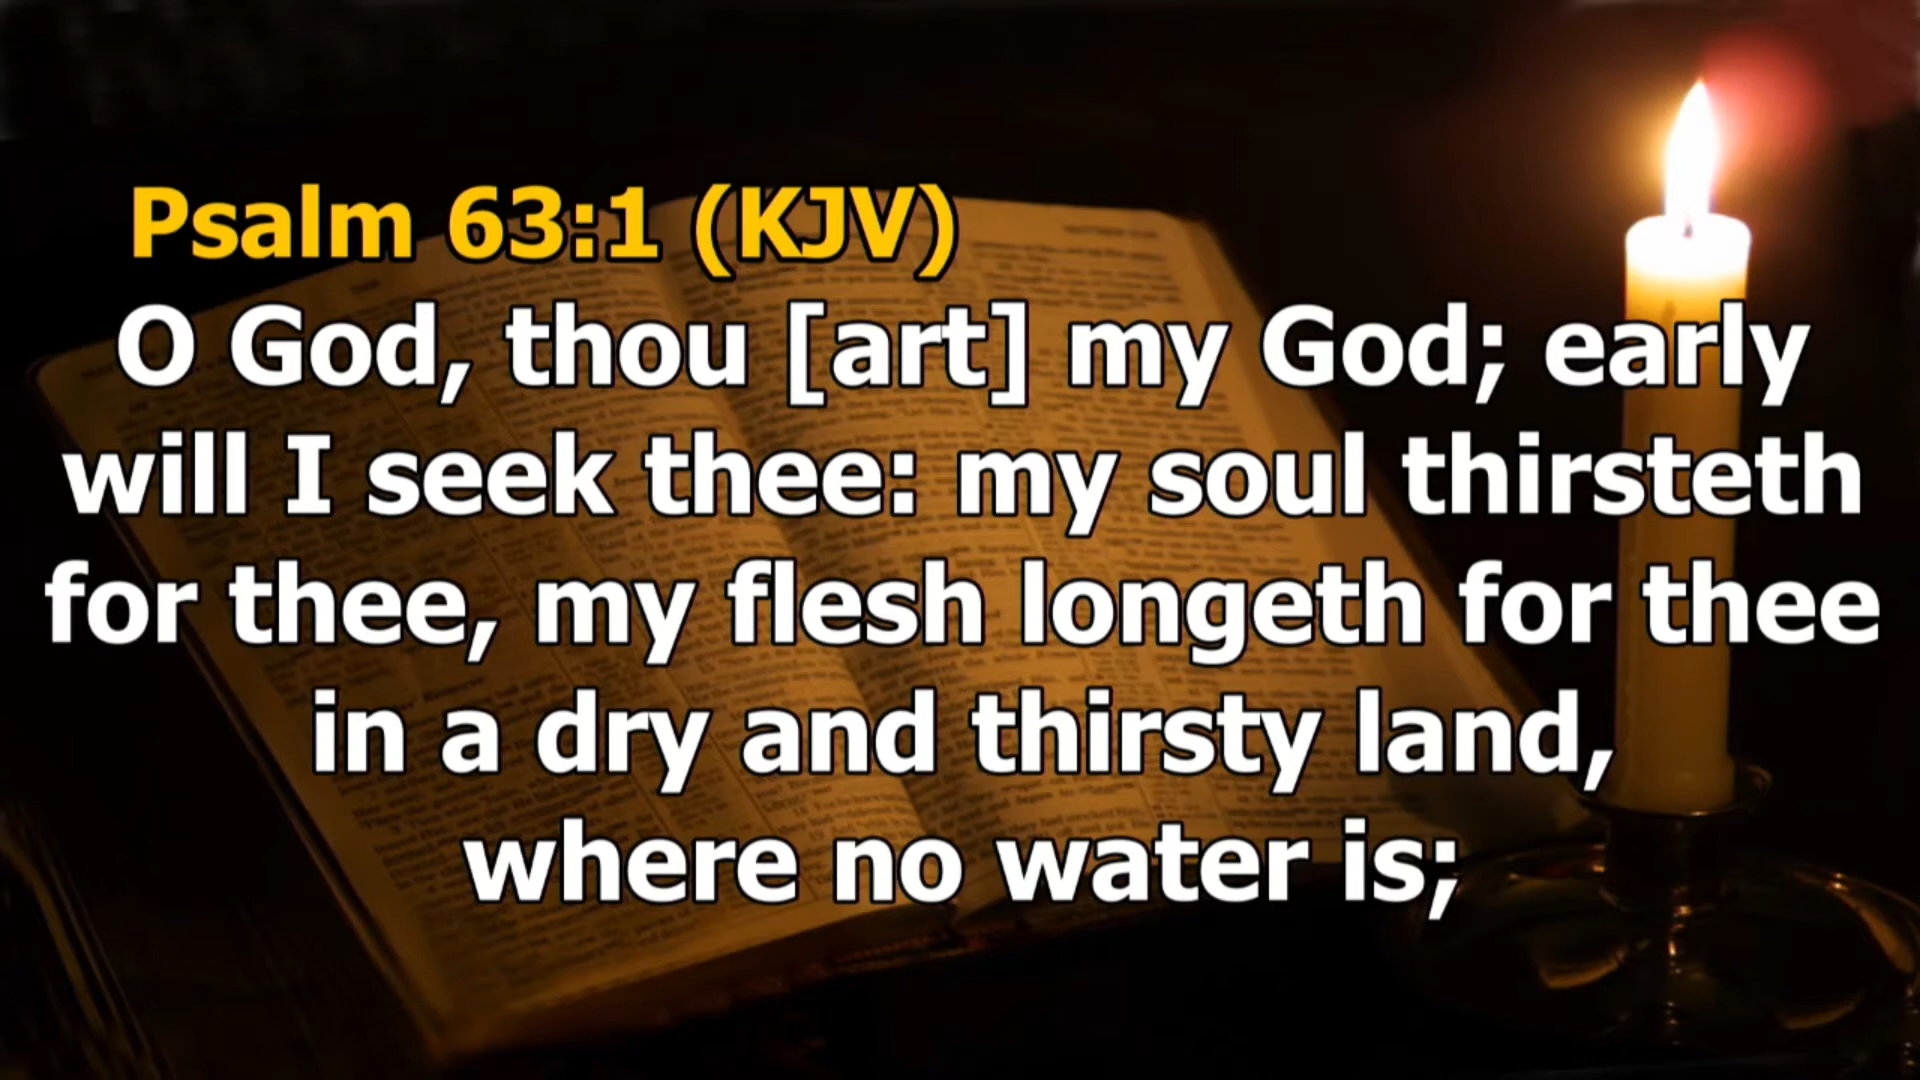 Psalm 63:1 (KJV)
O God, thou [art] my God; early
will I seek thee: my soul thirsteth
for thee, my flesh longeth for thee
in a dry and thirsty land,
where no water is;